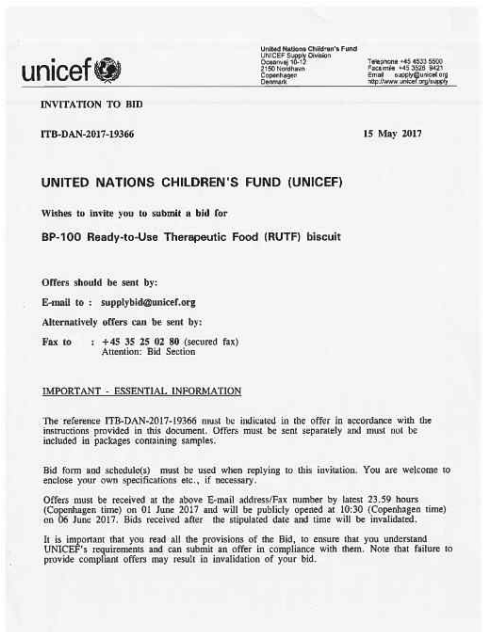 unicef
United Nations Children's Fund
UNICEF Supply Division
Oceanvej 10-12
2150 Nordhavn
Copenhagen
Denmark
Telephone +45 4533 5500
Facsimile +45 3526 9421
Email supply@unicef.org
http://www.unicef.org/supply
INVITATION TO BID
ITB-DAN-2017-19366
15 May 2017
UNITED NATIONS CHILDREN'S FUND (UNICEF)
Wishes to invite you to submit a bid for
BP-100 Ready-to-Use Therapeutic Food (RUTF) biscuit
Offers should be sent by:
E-mail to : supplybid@unicef.org
Alternatively offers can be sent by:
Fax to : +45 35 25 02 80 (secured fax)
Attention: Bid Section
IMPORTANT - ESSENTIAL INFORMATION
The reference ITB-DAN-2017-19366 must be indicated in the offer in accordance with the
instructions provided in this document. Offers must be sent separately and must not be
included in packages containing samples.
Bid form and schedule(s) must be used when replying to this invitation. You are welcome to
enclose your own specifications etc., if necessary.
Offers must be received at the above E-mail address/Fax number by latest 23.59 hours
(Copenhagen time) on 01 June 2017 and will be publicly opened at 10:30 (Copenhagen time)
on 06 June 2017. Bids received after the stipulated date and time will be invalidated.
It is important that you read all the provisions of the Bid, to ensure that you understand
UNICEF's requirements and can submit an offer in compliance with them. Note that failure to
provide compliant offers may result in invalidation of your bid.